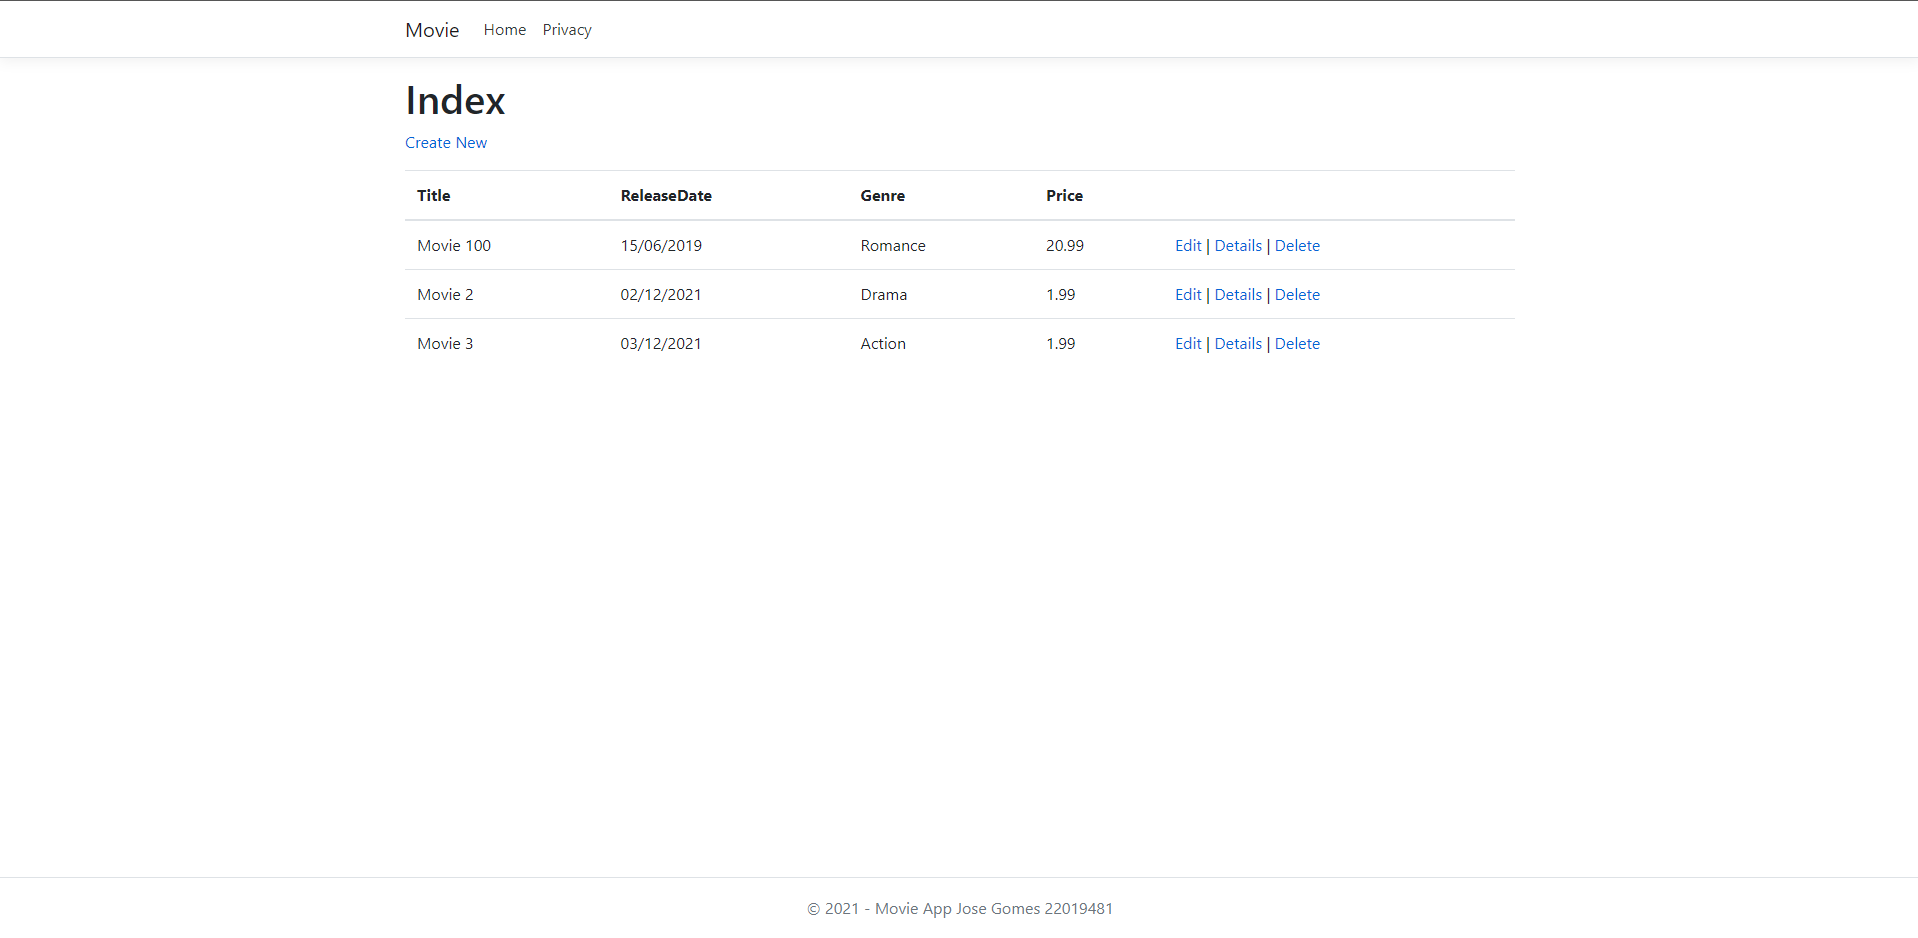 Movie Home Privacy
Index
Create New
Title ReleaseDate Genre Price
Movie 100 15/06/2019 Romance 20.99 Edit | Details | Delete
Movie 2 02/12/2021 Drama 1.99 Edit | Details | Delete
Movie 3 03/12/2021 Action 1.99 Edit | Details | Delete
© 2021 - Movie App Jose Gomes 22019481